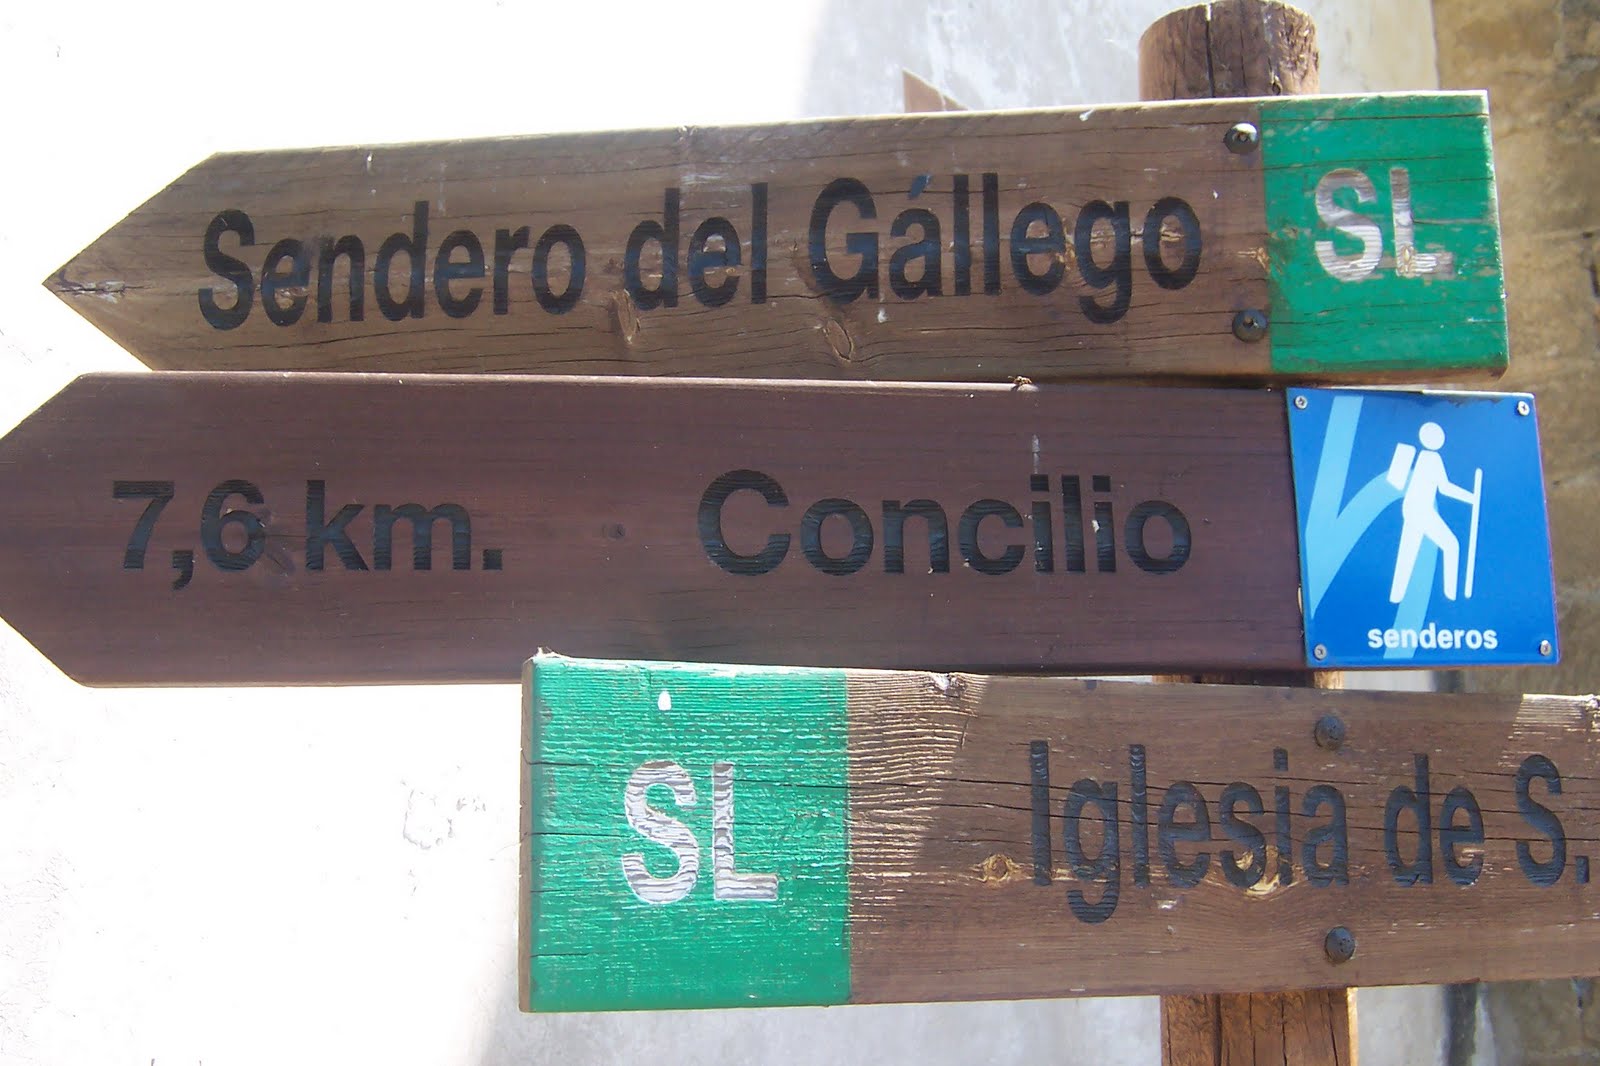 Sendero del Gállego SL
7,6 km. Concilio
senderos
SL Iglesia de S.